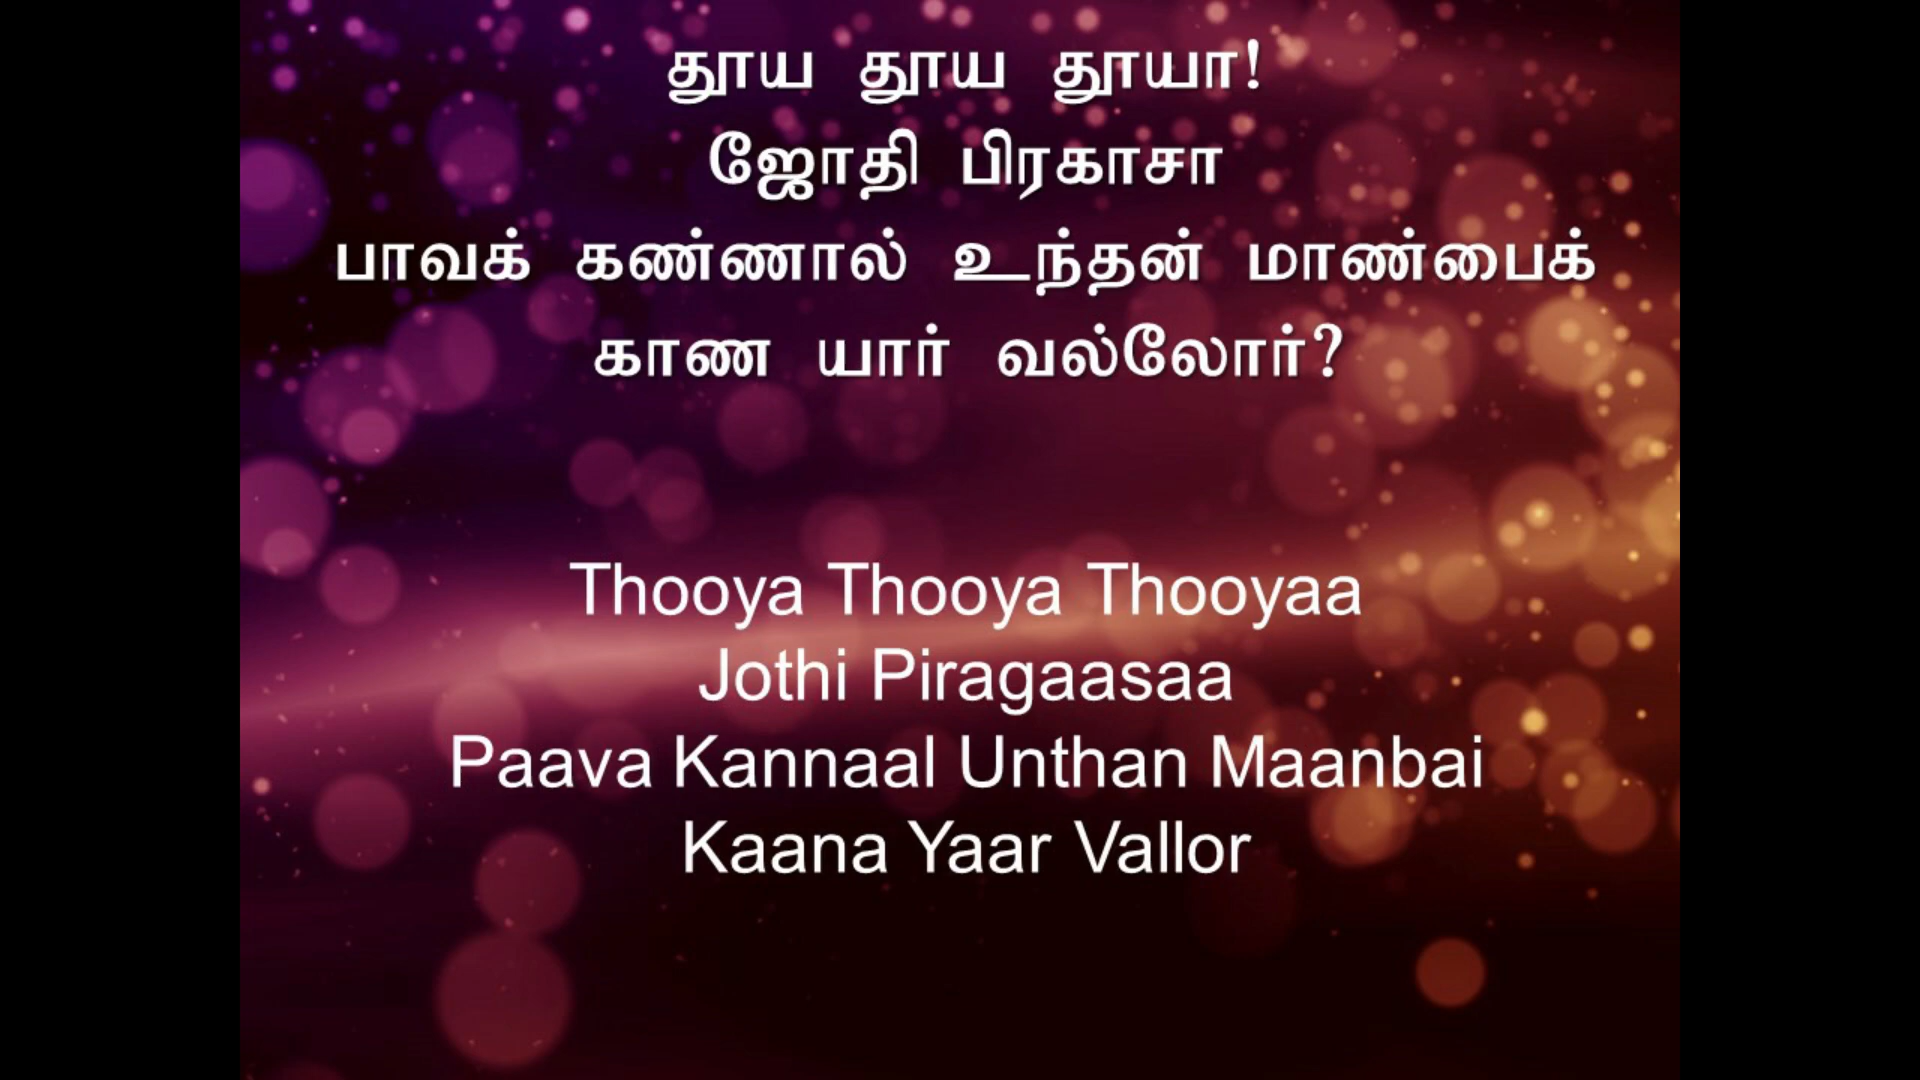 தூய தூய தூயா!
ஜோதி பிரகாசா
பாவக் கண்ணால் உந்தன் மாண்பைக்
காண யார் வல்லோர்?
Thooya Thooya Thooyaa
Jothi Piragaasaa
Paava Kannaal Unthan Maanbai
Kaana Yaar Vallor